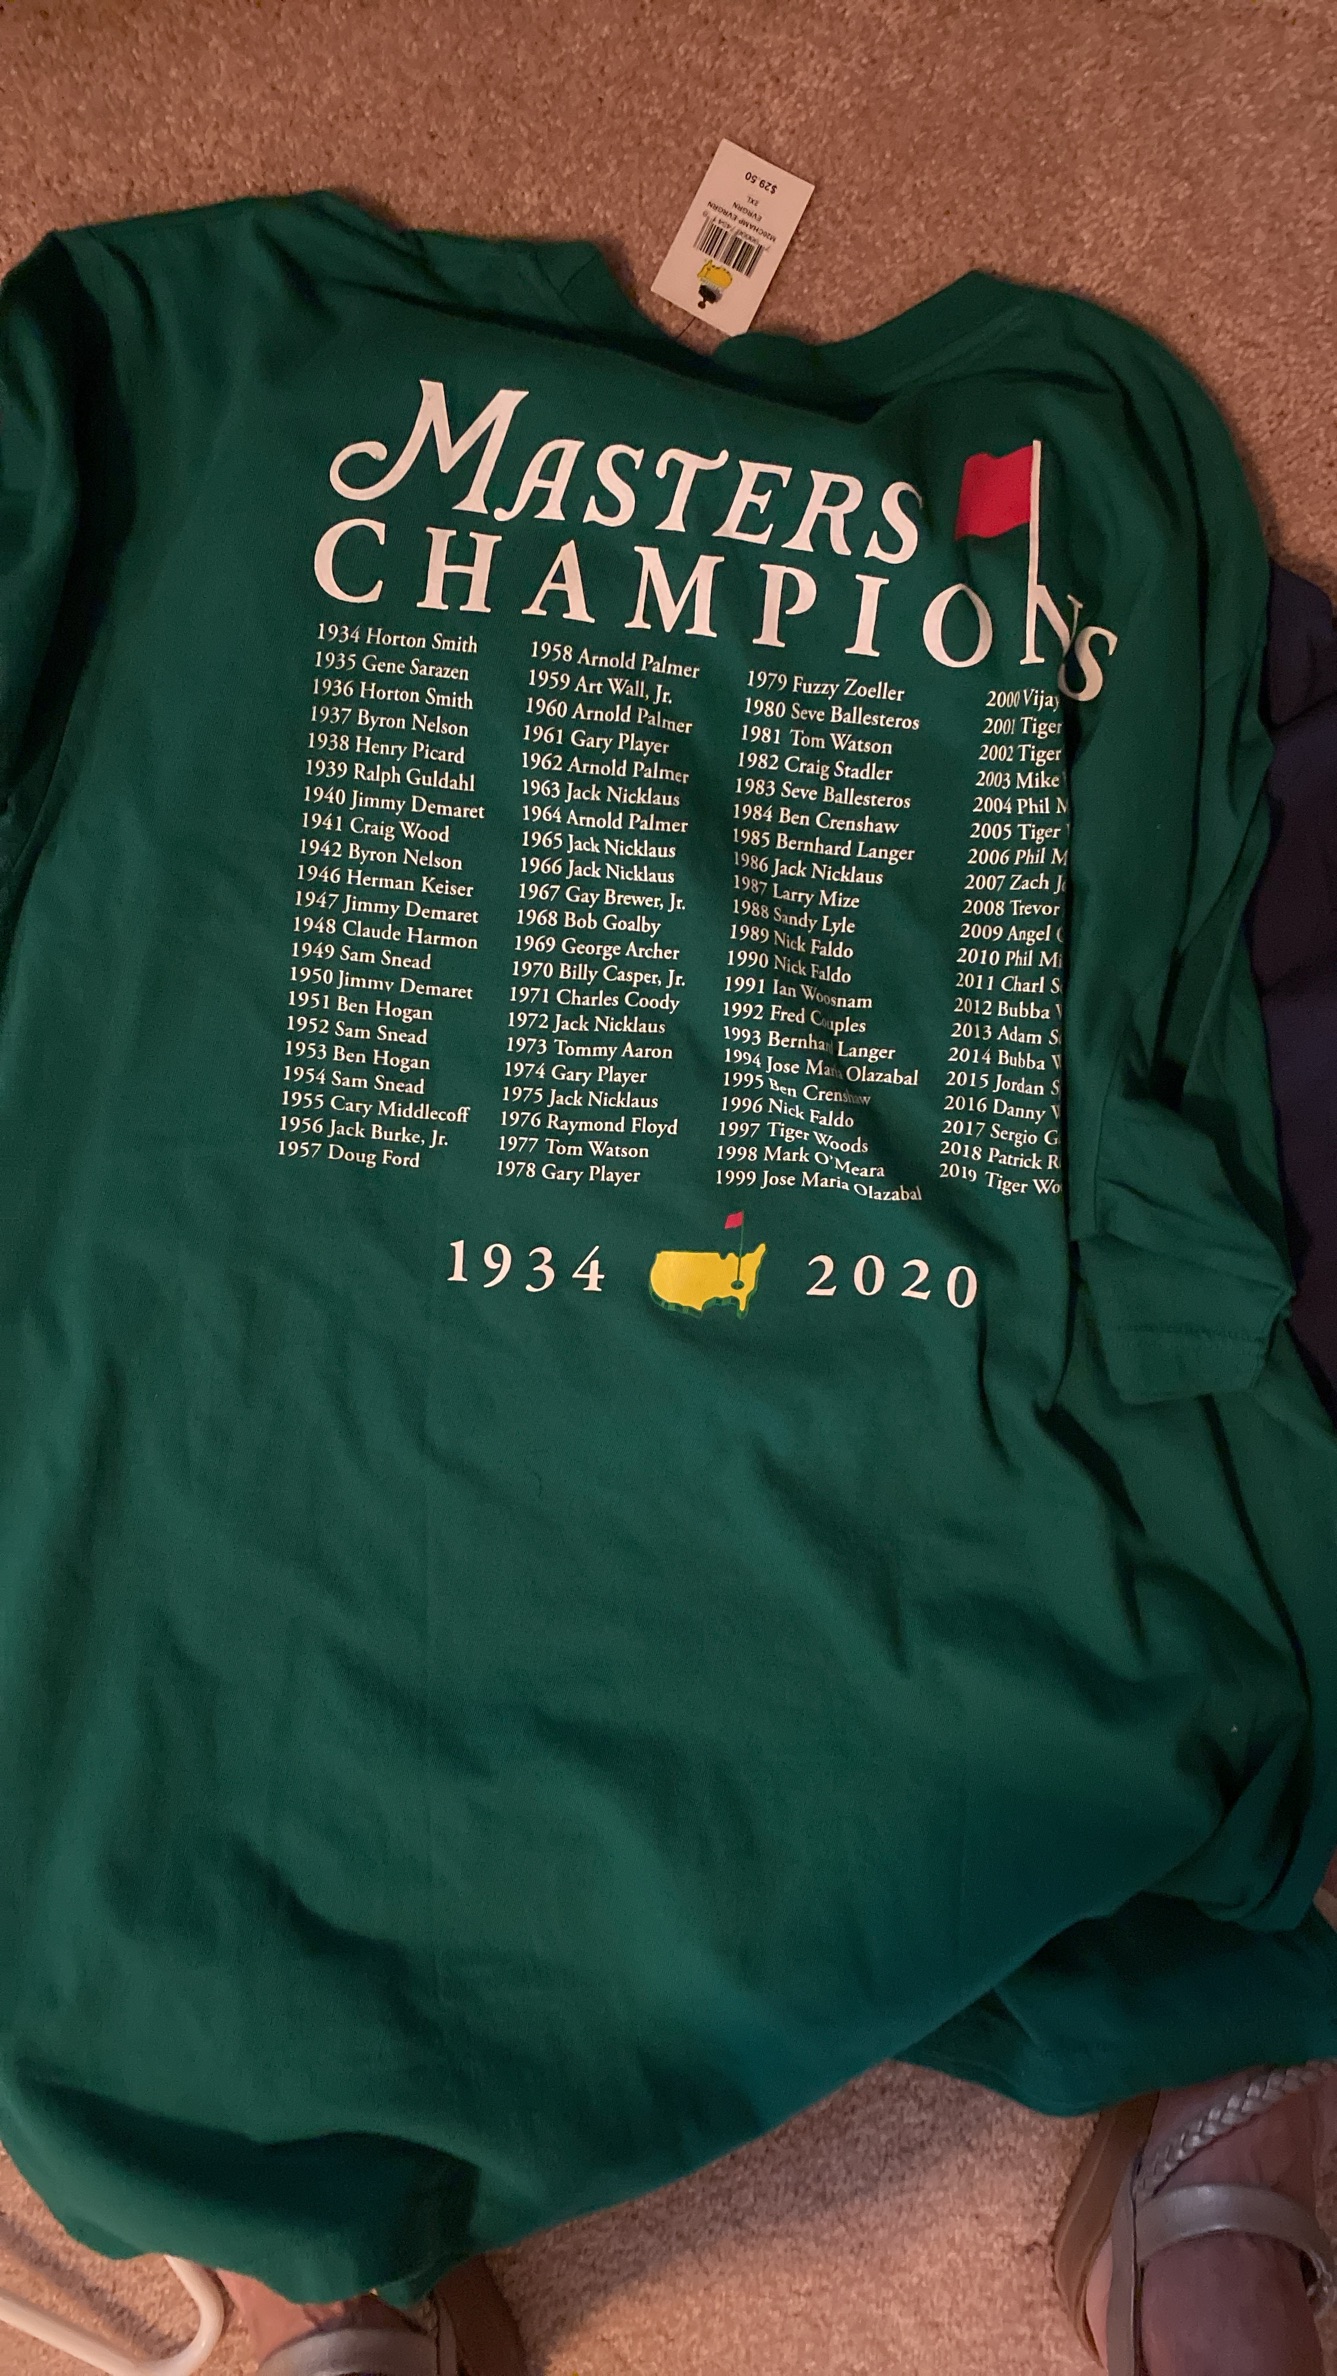 $29.50
2XL
EVRGRN
M20CHAMP EVRGRN
MASTERS
CHAMPIONS
1934 Horton Smith
1935 Gene Sarazen
1936 Horton Smith
1937 Byron Nelson
1938 Henry Picard
1939 Ralph Guldahl
1940 Jimmy Demaret
1941 Craig Wood
1942 Byron Nelson
1946 Herman Keiser
1947 Jimmy Demaret
1948 Claude Harmon
1949 Sam Snead
1950 Jimmy Demaret
1951 Ben Hogan
1952 Sam Snead
1953 Ben Hogan
1954 Sam Snead
1955 Cary Middlecoff
1956 Jack Burke, Jr.
1957 Doug Ford
1958 Arnold Palmer
1959 Art Wall, Jr.
1960 Arnold Palmer
1961 Gary Player
1962 Arnold Palmer
1963 Jack Nicklaus
1964 Arnold Palmer
1965 Jack Nicklaus
1966 Jack Nicklaus
1967 Gay Brewer, Jr.
1968 Bob Goalby
1969 George Archer
1970 Billy Casper, Jr.
1971 Charles Coody
1972 Jack Nicklaus
1973 Tommy Aaron
1974 Gary Player
1975 Jack Nicklaus
1976 Raymond Floyd
1977 Tom Watson
1978 Gary Player
1979 Fuzzy Zoeller
1980 Seve Ballesteros
1981 Tom Watson
1982 Craig Stadler
1983 Seve Ballesteros
1984 Ben Crenshaw
1985 Bernhard Langer
1986 Jack Nicklaus
1987 Larry Mize
1988 Sandy Lyle
1989 Nick Faldo
1990 Nick Faldo
1991 Ian Woosnam
1992 Fred Couples
1993 Bernhard Langer
1994 Jose Maria Olazabal
1995 Ben Crenshaw
1996 Nick Faldo
1997 Tiger Woods
1998 Mark O'Meara
1999 Jose Maria Olazabal
2000 Vijay
2001 Tiger
2002 Tiger
2003 Mike
2004 Phil
2005 Tiger
2006 Phil M
2007 Zach J
2008 Trevor
2009 Angel
2010 Phil Mi
2011 Charl S
2012 Bubba
2013 Adam S
2014 Bubba
2015 Jordan S
2016 Danny
2017 Sergio G
2018 Patrick R
2019 Tiger Wo
1934 2020